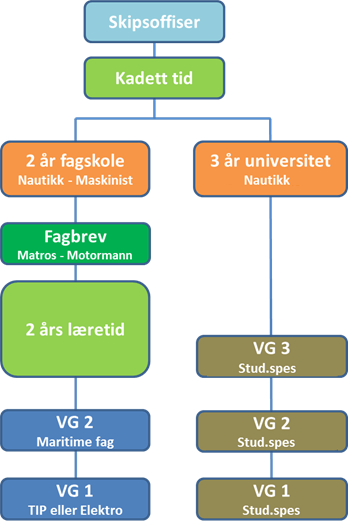 Skipsoffiser
Kadett tid
2 år fagskole
Nautikk - Maskinist
3 år universitet
Nautikk
Fagbrev
Matros - Motormann
2 års læretid
VG 3
Stud.spes
VG 2
Maritime fag
VG 2
Stud.spes
VG 1
TIP eller Elektro
VG 1
Stud.spes